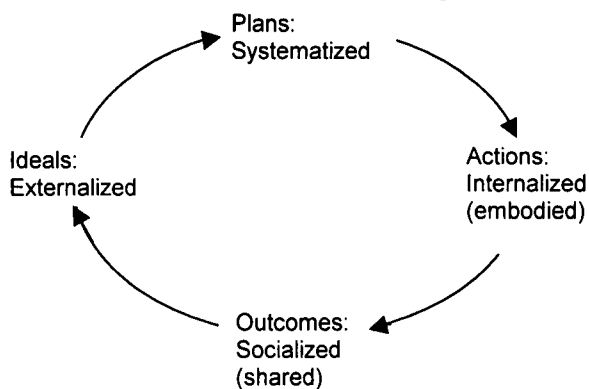 Plans:
Systematized
Ideals:
Externalized
Actions:
Internalized
(embodied)
Outcomes:
Socialized
(shared)